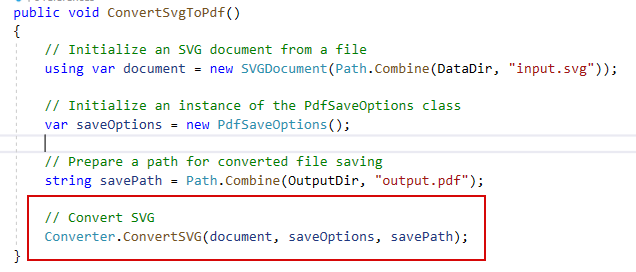 public void ConvertSvgToPdf()
{
// Initialize an SVG document from a file
using var document = new SVGDocument(Path.Combine(DataDir, "input.svg"));
// Initialize an instance of the PdfSaveOptions class
var saveOptions = new PdfSaveOptions();
// Prepare a path for converted file saving
string savePath = Path.Combine(OutputDir, "output.pdf");
// Convert SVG
Converter.ConvertSVG(document, saveOptions, savePath);
}